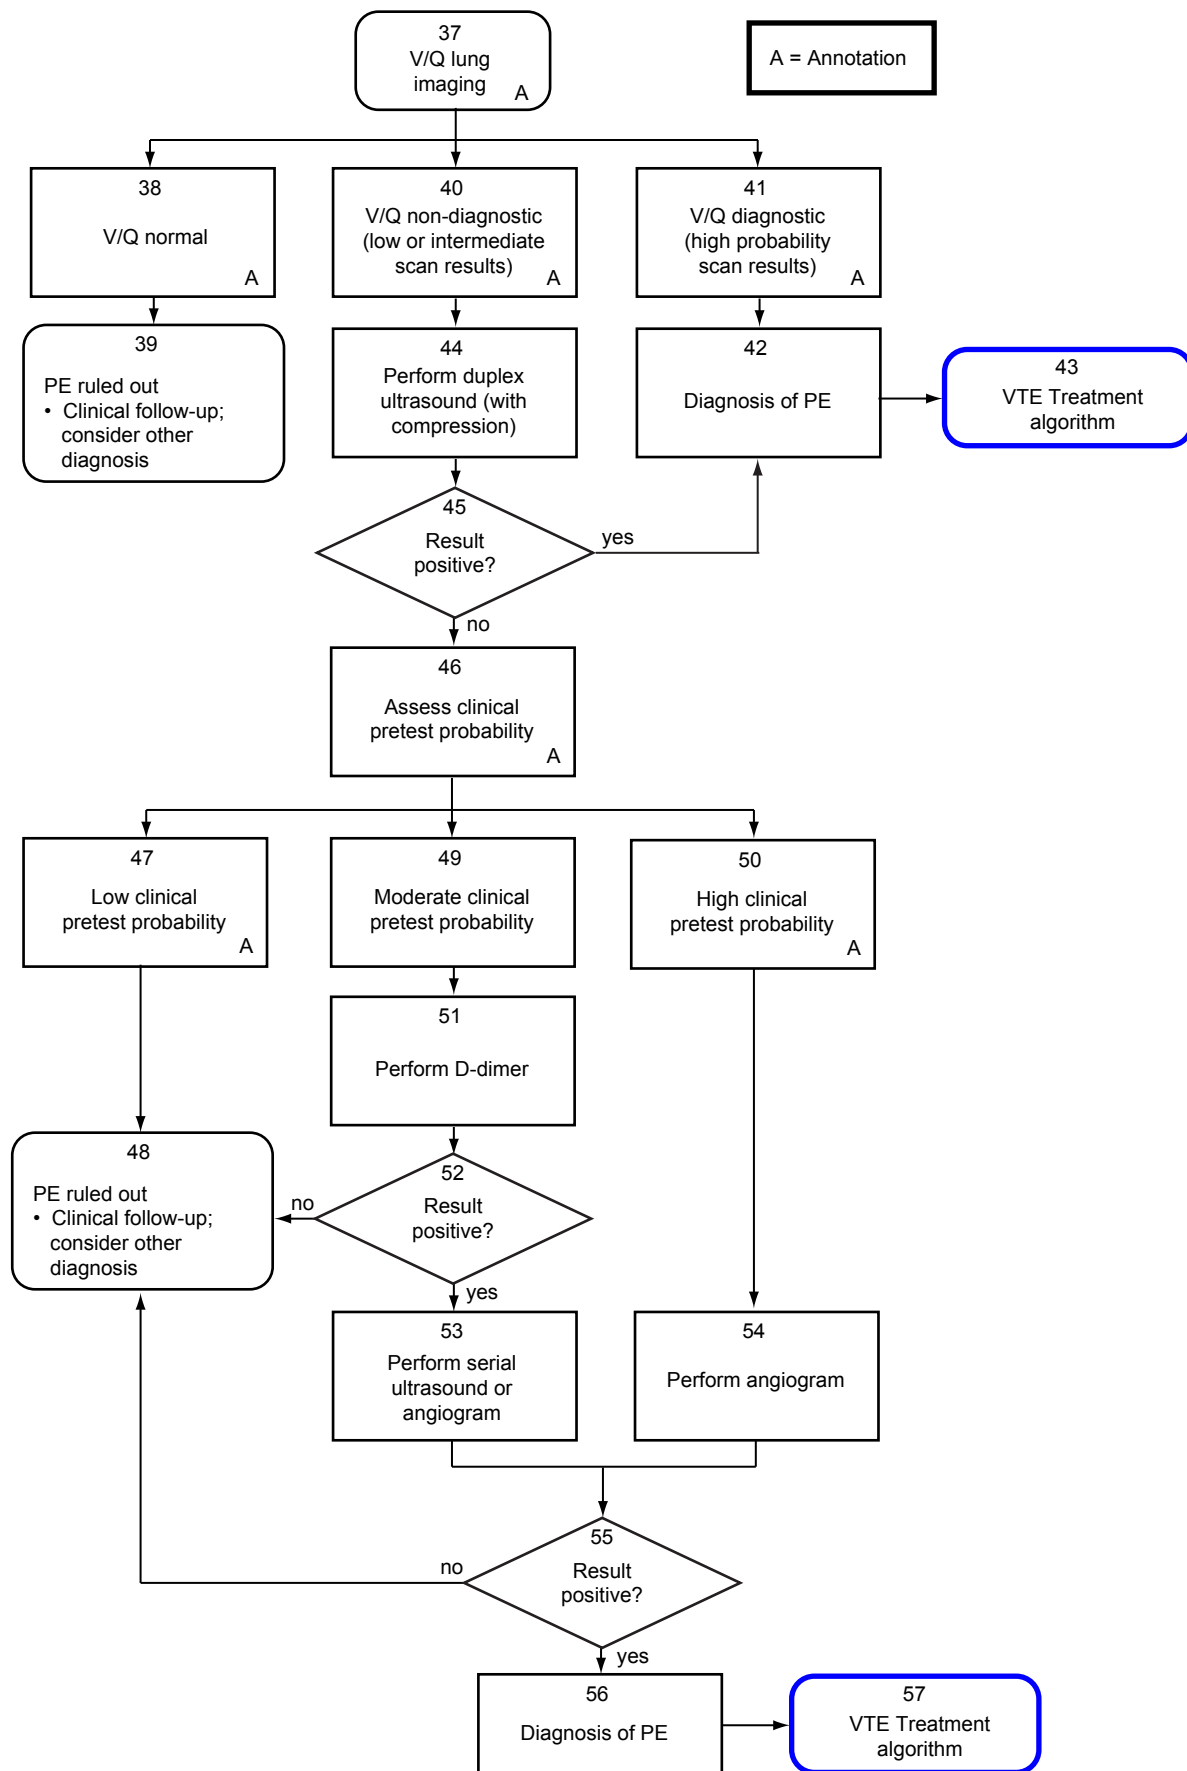 37
V/Q lung
imaging
A
A = Annotation
38
V/Q normal
A
40
V/Q non-diagnostic
(low or intermediate
scan results)
A
41
V/Q diagnostic
(high probability
scan results)
A
39
PE ruled out
• Clinical follow-up;
consider other
diagnosis
44
Perform duplex
ultrasound (with
compression)
42
Diagnosis of PE
43
VTE Treatment
algorithm
45
Result
positive?
yes
no
46
Assess clinical
pretest probability
A
47
Low clinical
pretest probability
A
49
Moderate clinical
pretest probability
50
High clinical
pretest probability
A
51
Perform D-dimer
48
PE ruled out
• Clinical follow-up;
consider other
diagnosis
no
52
Result
positive?
yes
53
Perform serial
ultrasound or
angiogram
54
Perform angiogram
55
Result
positive?
no
yes
56
Diagnosis of PE
57
VTE Treatment
algorithm